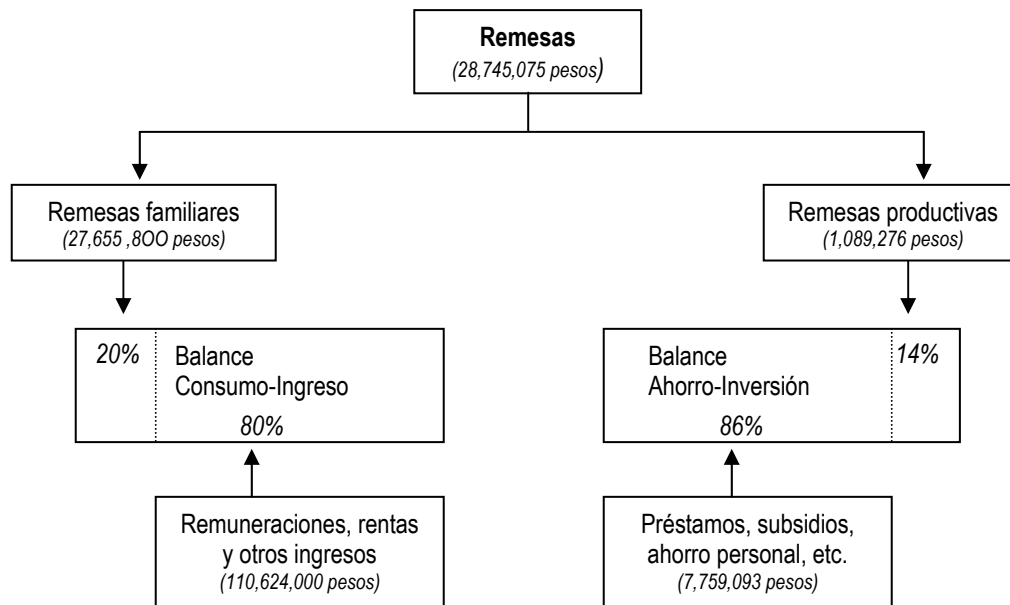 Remesas
(28,745,075 pesos)
Remesas familiares
(27,655 ,8OO pesos)
Remesas productivas
(1,089,276 pesos)
20%
Balance
Consumo-Ingreso
80%
Balance
Ahorro-Inversión
86%
14%
Remuneraciones, rentas
y otros ingresos
(110,624,000 pesos)
Préstamos, subsidios,
ahorro personal, etc.
(7,759,093 pesos)